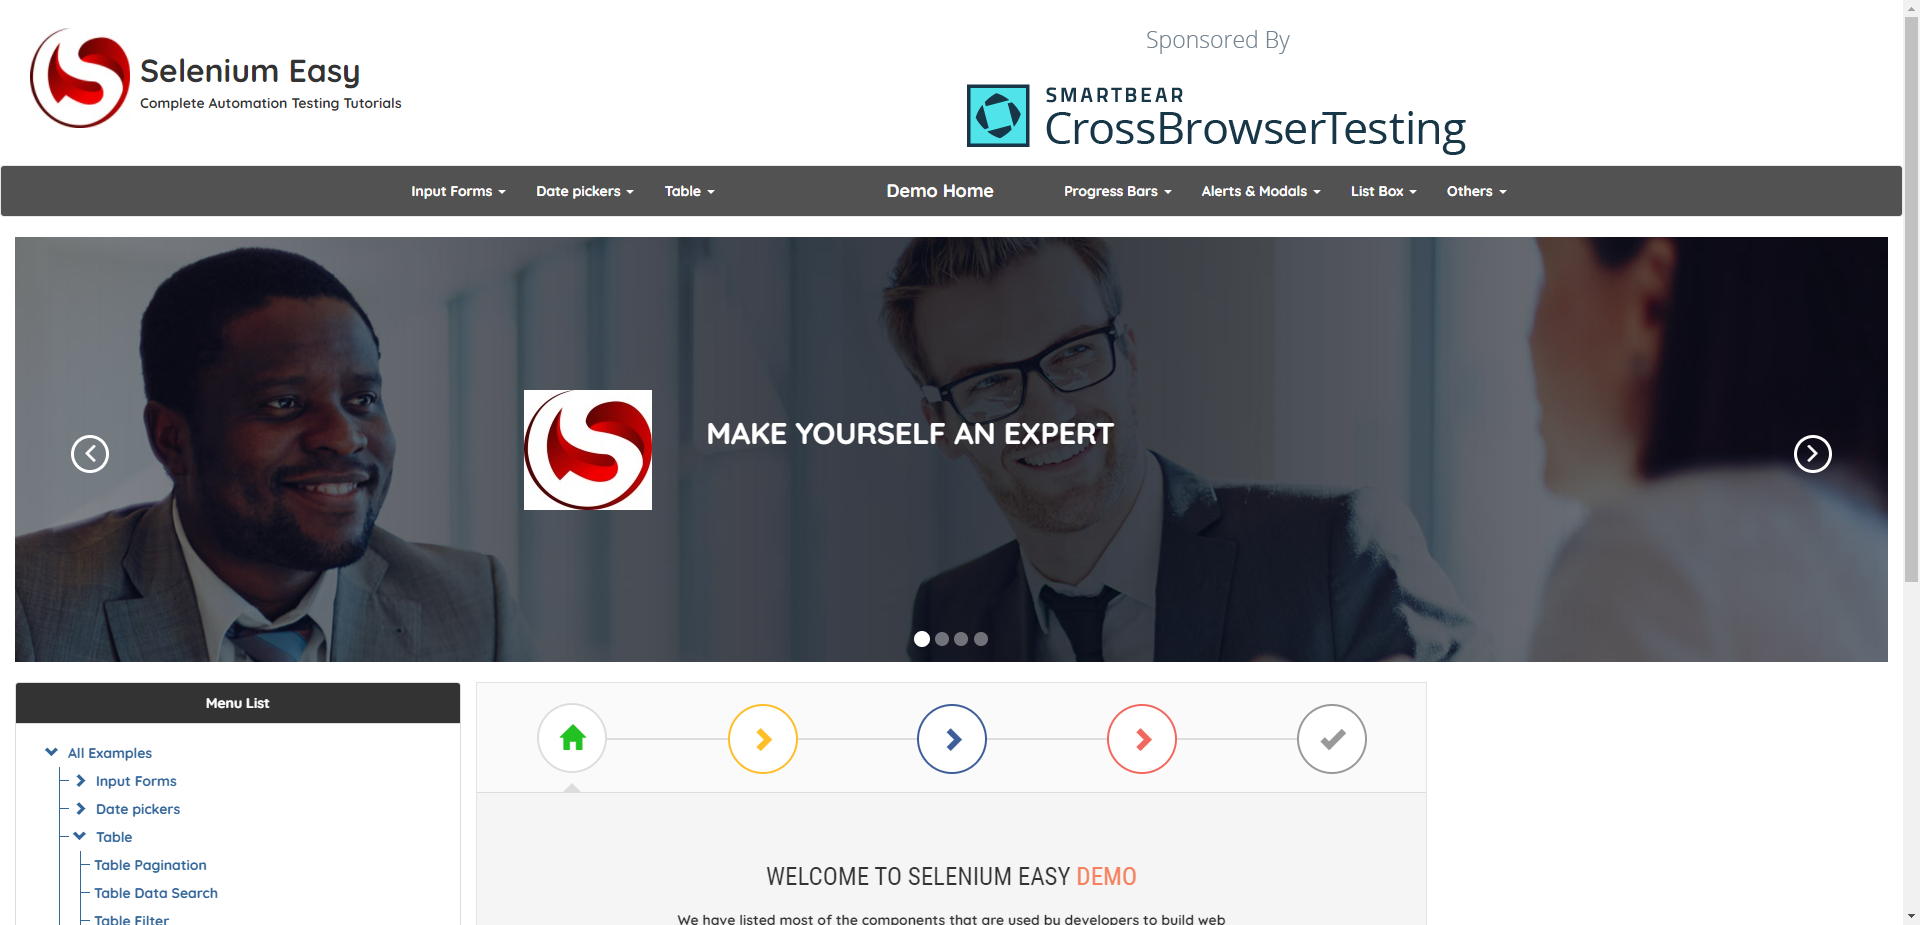 Selenium Easy
Complete Automation Testing Tutorials
Sponsored By
SMARTBEAR
CrossBrowserTesting
Input Forms
Date pickers
Table
Demo Home
Progress Bars
Alerts & Modals
List Box
Others
MAKE YOURSELF AN EXPERT
Menu List
All Examples
Input Forms
Date pickers
Table
Table Pagination
Table Data Search
Table Filter
WELCOME TO SELENIUM EASY DEMO
We have listed most of the components that are used by developers to build web